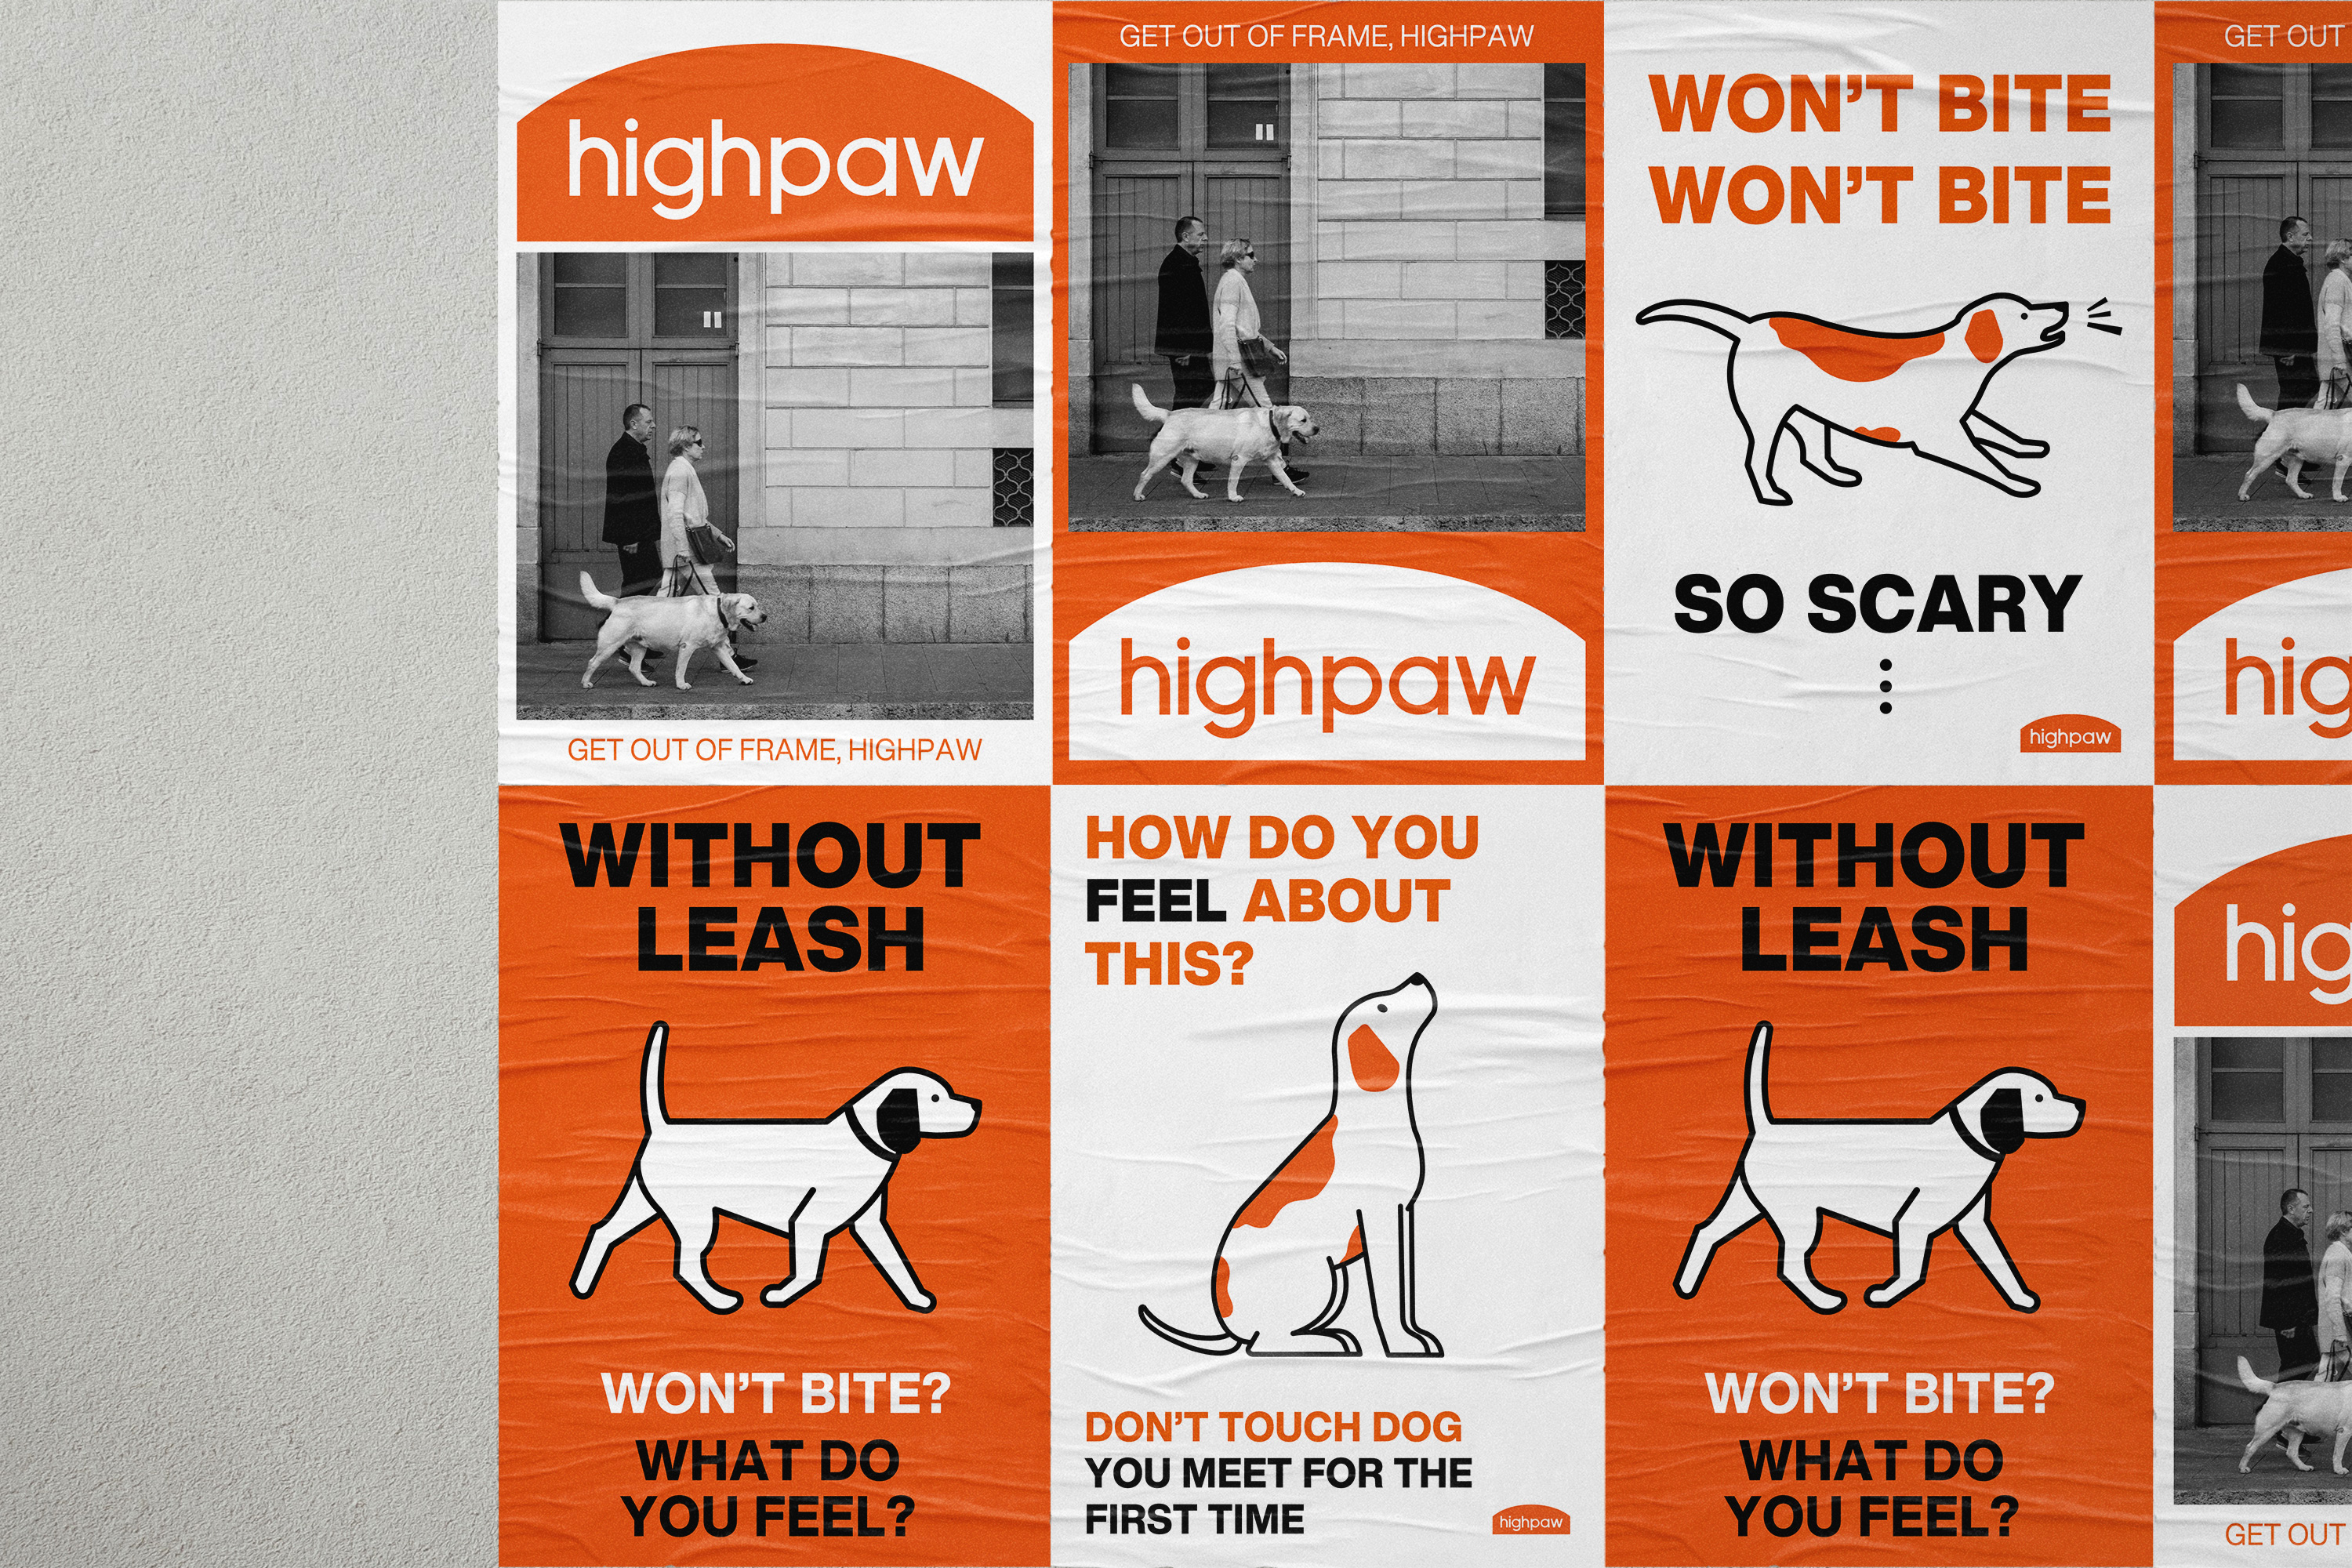 highpaw
GET OUT OF FRAME, HIGHPAW
GET OUT OF FRAME, HIGHPAW
highpaw
WON'T BITE
WON'T BITE
SO SCARY
highpaw
GET OUT
hig
WITHOUT
LEASH
WON'T BITE?
WHAT DO
YOU FEEL?
HOW DO YOU
FEEL ABOUT
THIS?
DON'T TOUCH DOG
YOU MEET FOR THE
FIRST TIME
highpaw
WITHOUT
LEASH
WON'T BITE?
WHAT DO
YOU FEEL?
hig
GET OUT